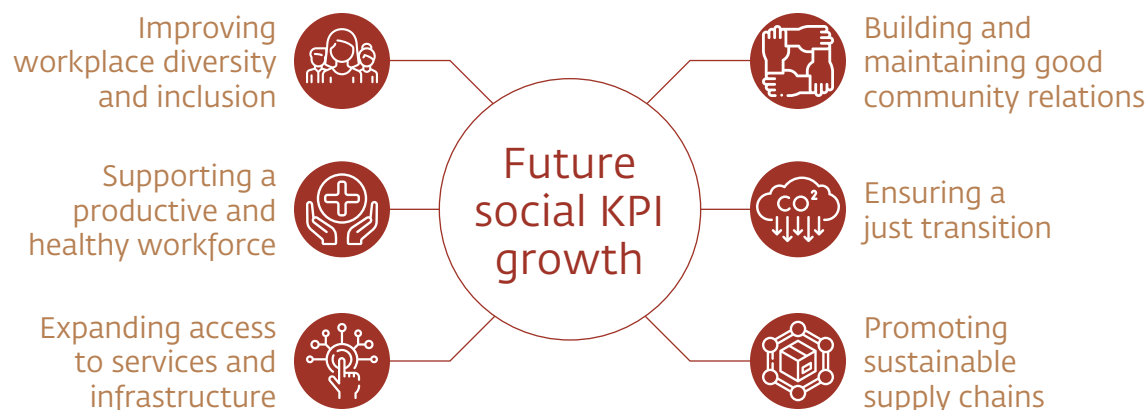 Improving
workplace diversity
and inclusion
Supporting a
productive and
healthy workforce
Expanding access
to services and
infrastructure
Future
social KPI
growth
Building and
maintaining good
community relations
CO²
Ensuring a
just transition
Promoting
sustainable
supply chains